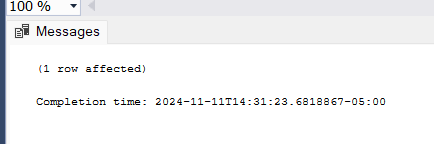 100 %
Messages
(1 row affected)
Completion time: 2024-11-11T14:31:23.6818867-05:00